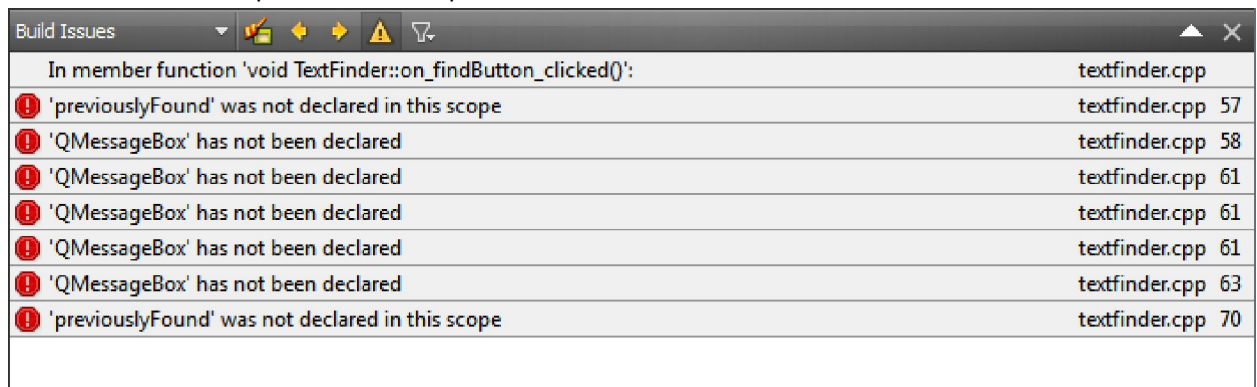 Build Issues
In member function 'void TextFinder::on_findButton_clicked()': textfinder.cpp
'previouslyFound' was not declared in this scope textfinder.cpp 57
'QMessageBox' has not been declared textfinder.cpp 58
'QMessageBox' has not been declared textfinder.cpp 61
'QMessageBox' has not been declared textfinder.cpp 61
'QMessageBox' has not been declared textfinder.cpp 61
'QMessageBox' has not been declared textfinder.cpp 63
'previouslyFound' was not declared in this scope textfinder.cpp 70